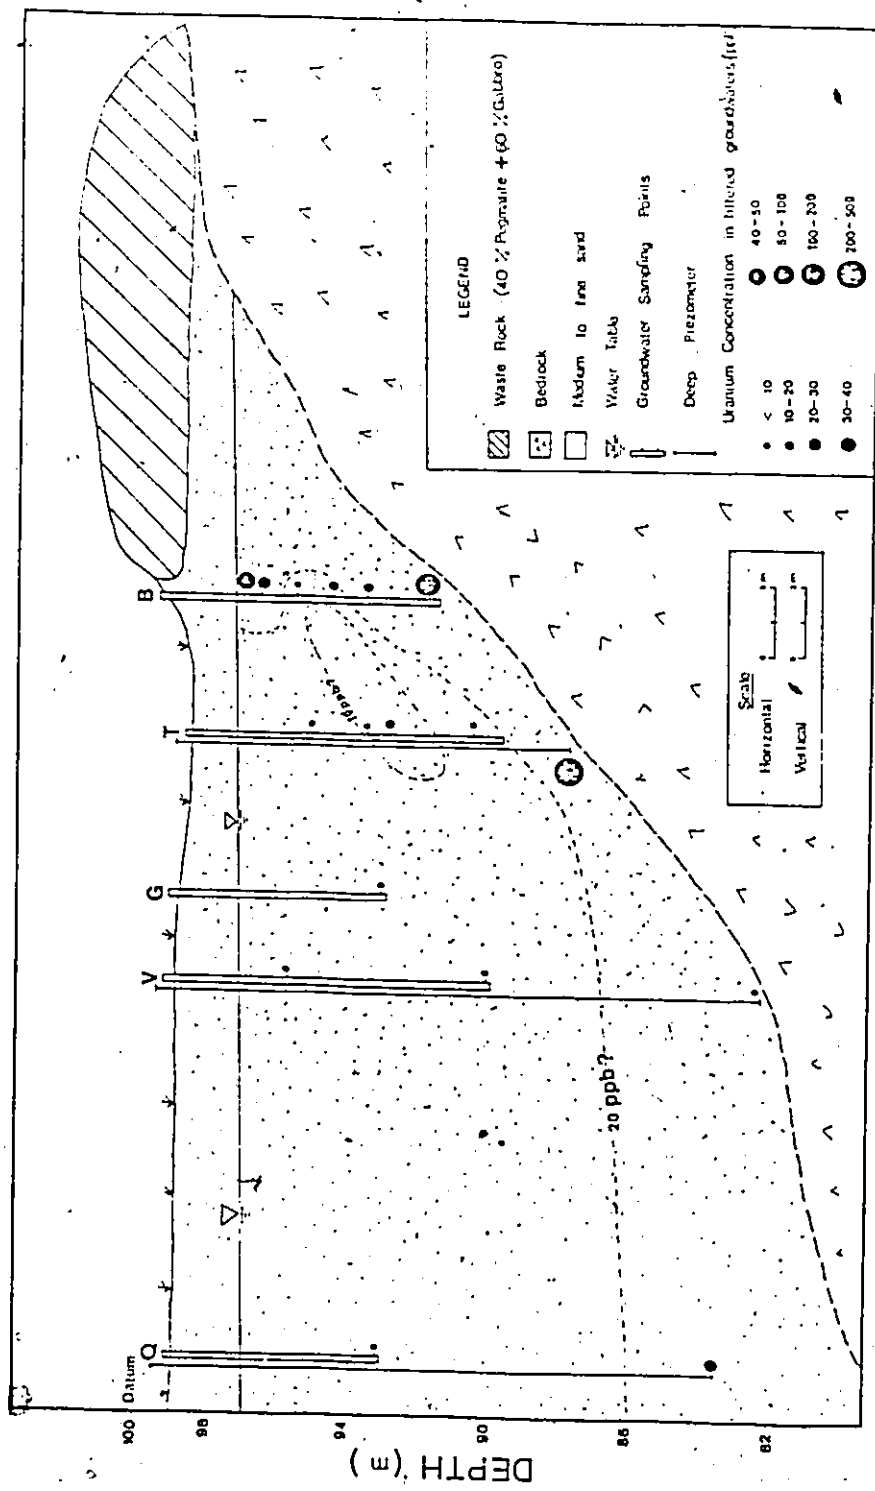 Datum
Q
V
G
T
B
100
98
94
90
86
82
DEPTH (m)
10 ppb?
20 ppb?
LEGEND
Waste Rock (40 % Pegmatite + 60 % Gabbro)
Bedrock
Medium to fine sand
Water Table
Groundwater Sampling Points
Deep Piezometer
Uranium Concentration in filtered groundwaters
< 10
10-20
20-30
30-40
40-50
50-100
100-200
200-500
Scale
Horizontal
Vertical